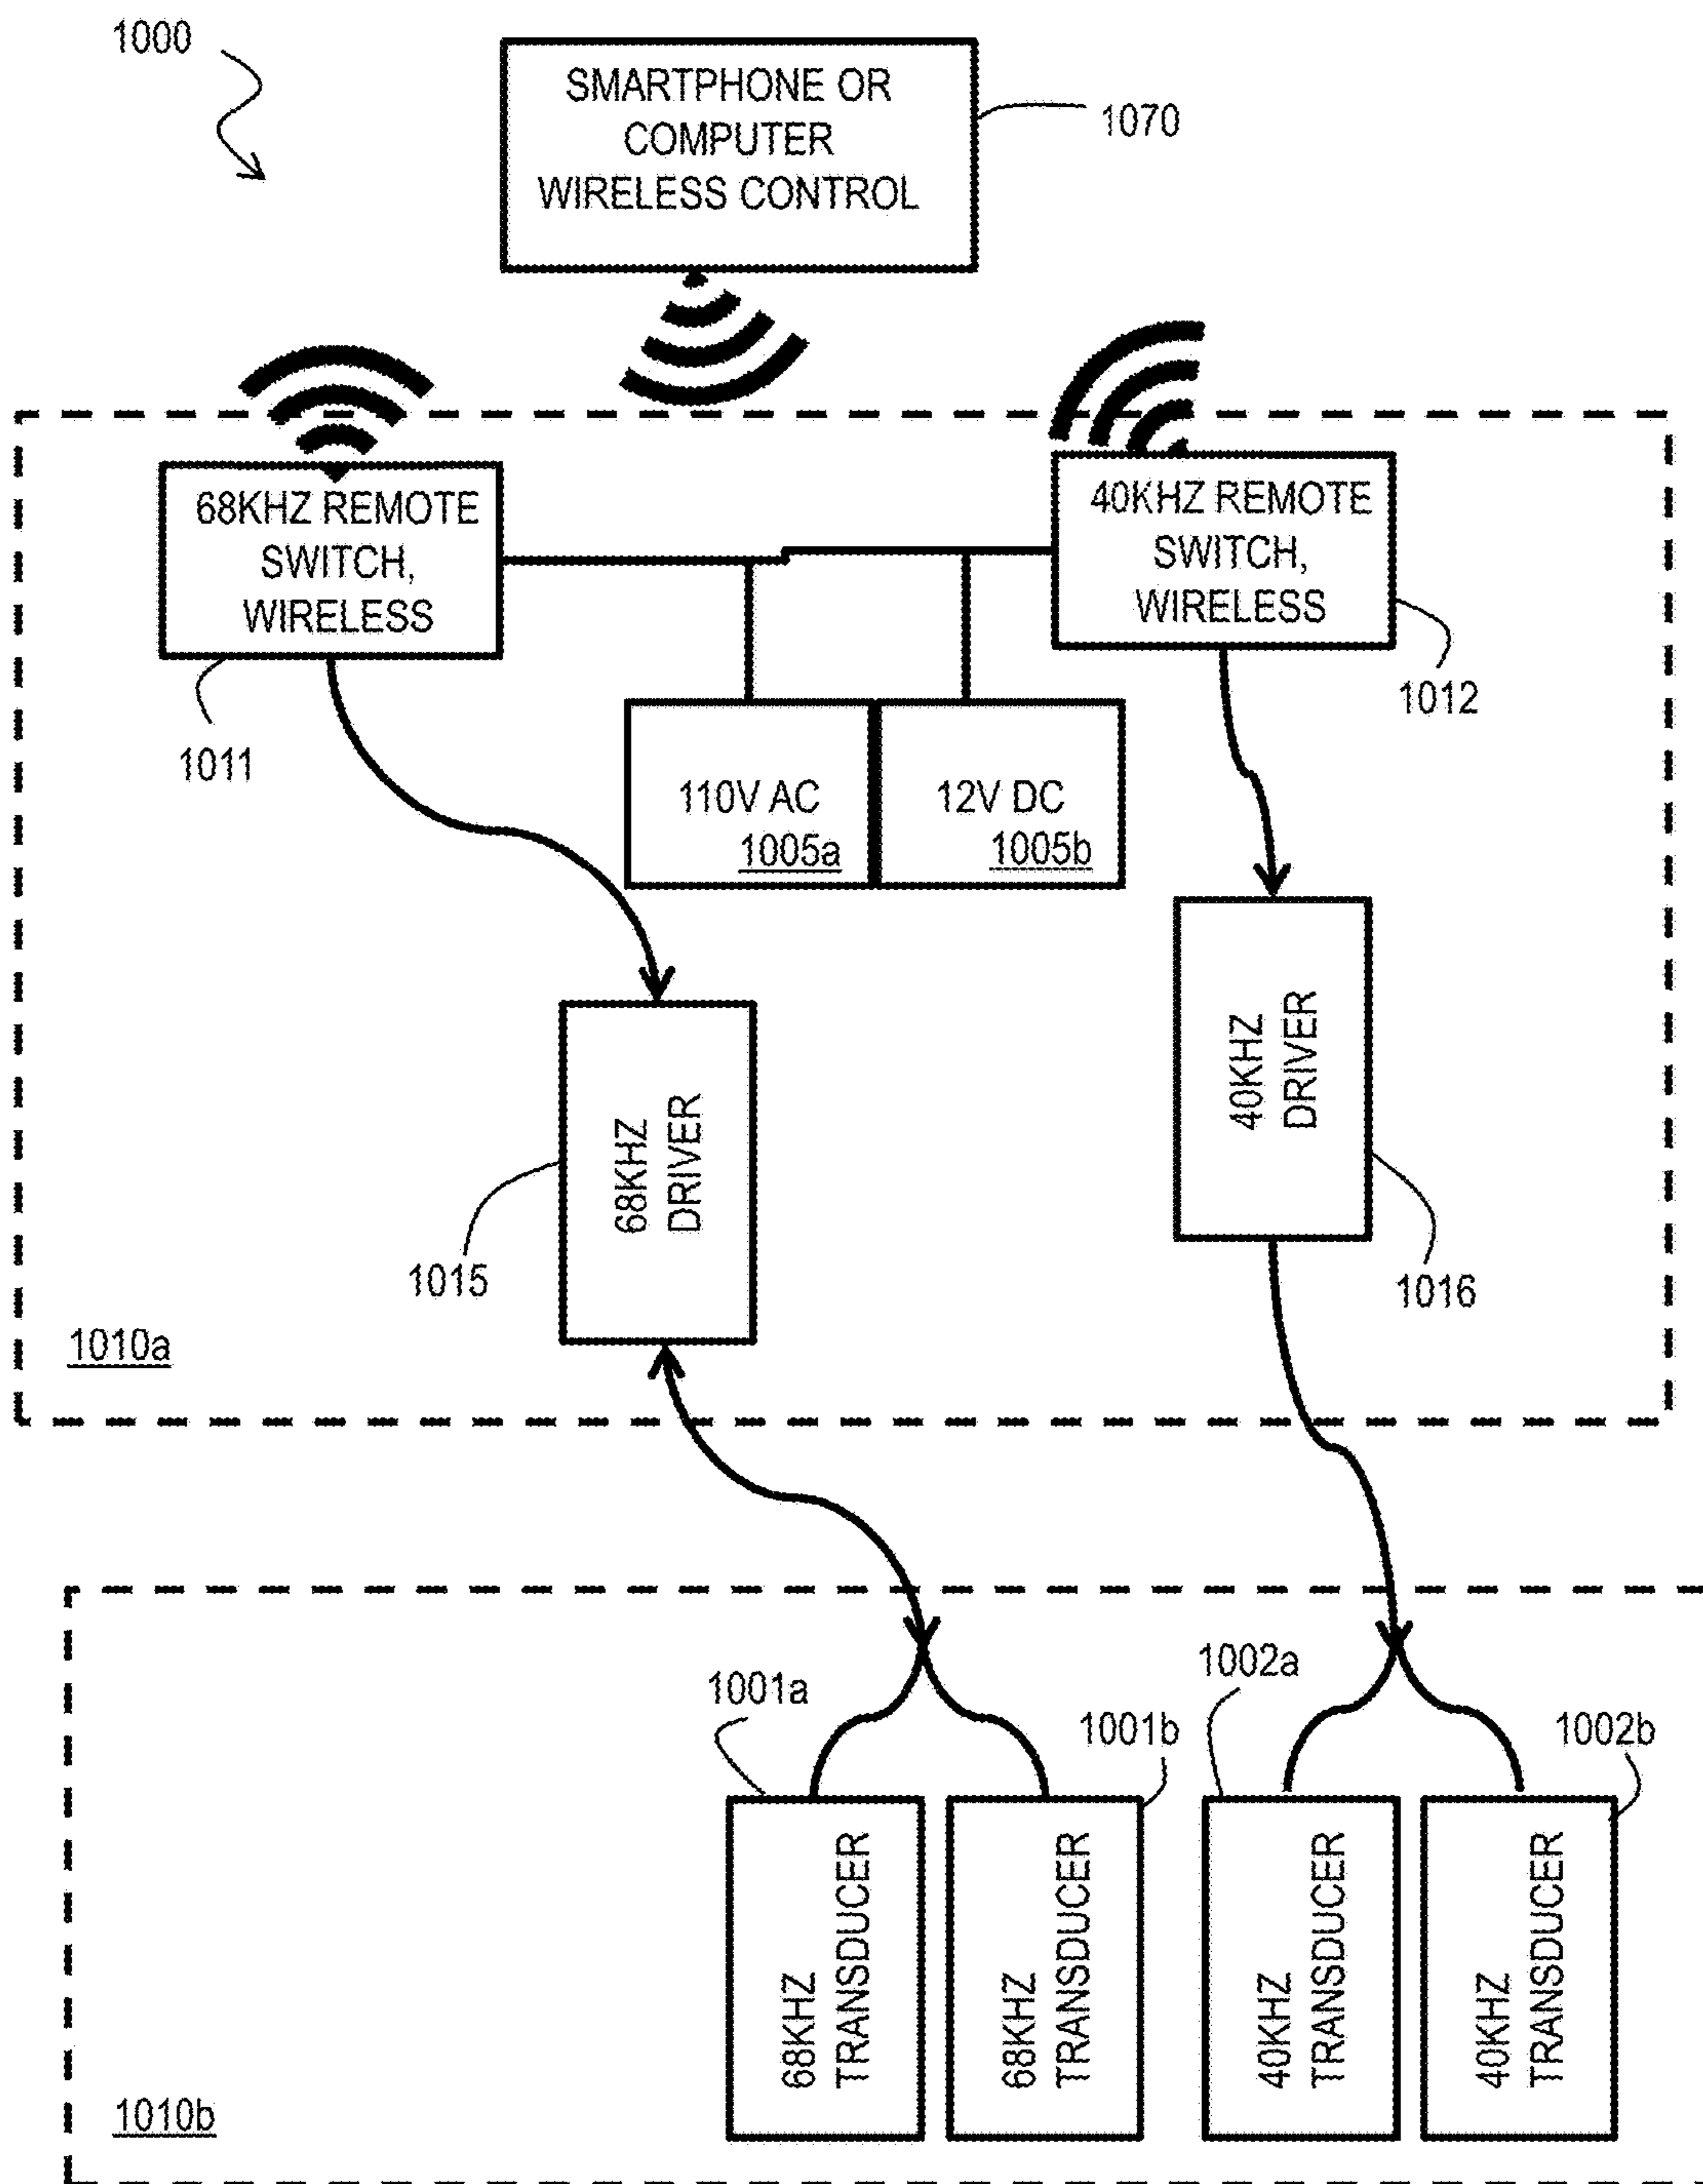 1000
SMARTPHONE OR
COMPUTER
WIRELESS CONTROL
1070
68KHZ REMOTE
SWITCH,
WIRELESS
40KHZ REMOTE
SWITCH,
WIRELESS
1011
1012
110V AC
1005a
12V DC
1005b
68KHZ
DRIVER
40KHZ
DRIVER
1015
1016
1010a
1001a
1001b
1002a
1002b
68KHZ
TRANSDUCER
68KHZ
TRANSDUCER
40KHZ
TRANSDUCER
40KHZ
TRANSDUCER
1010b